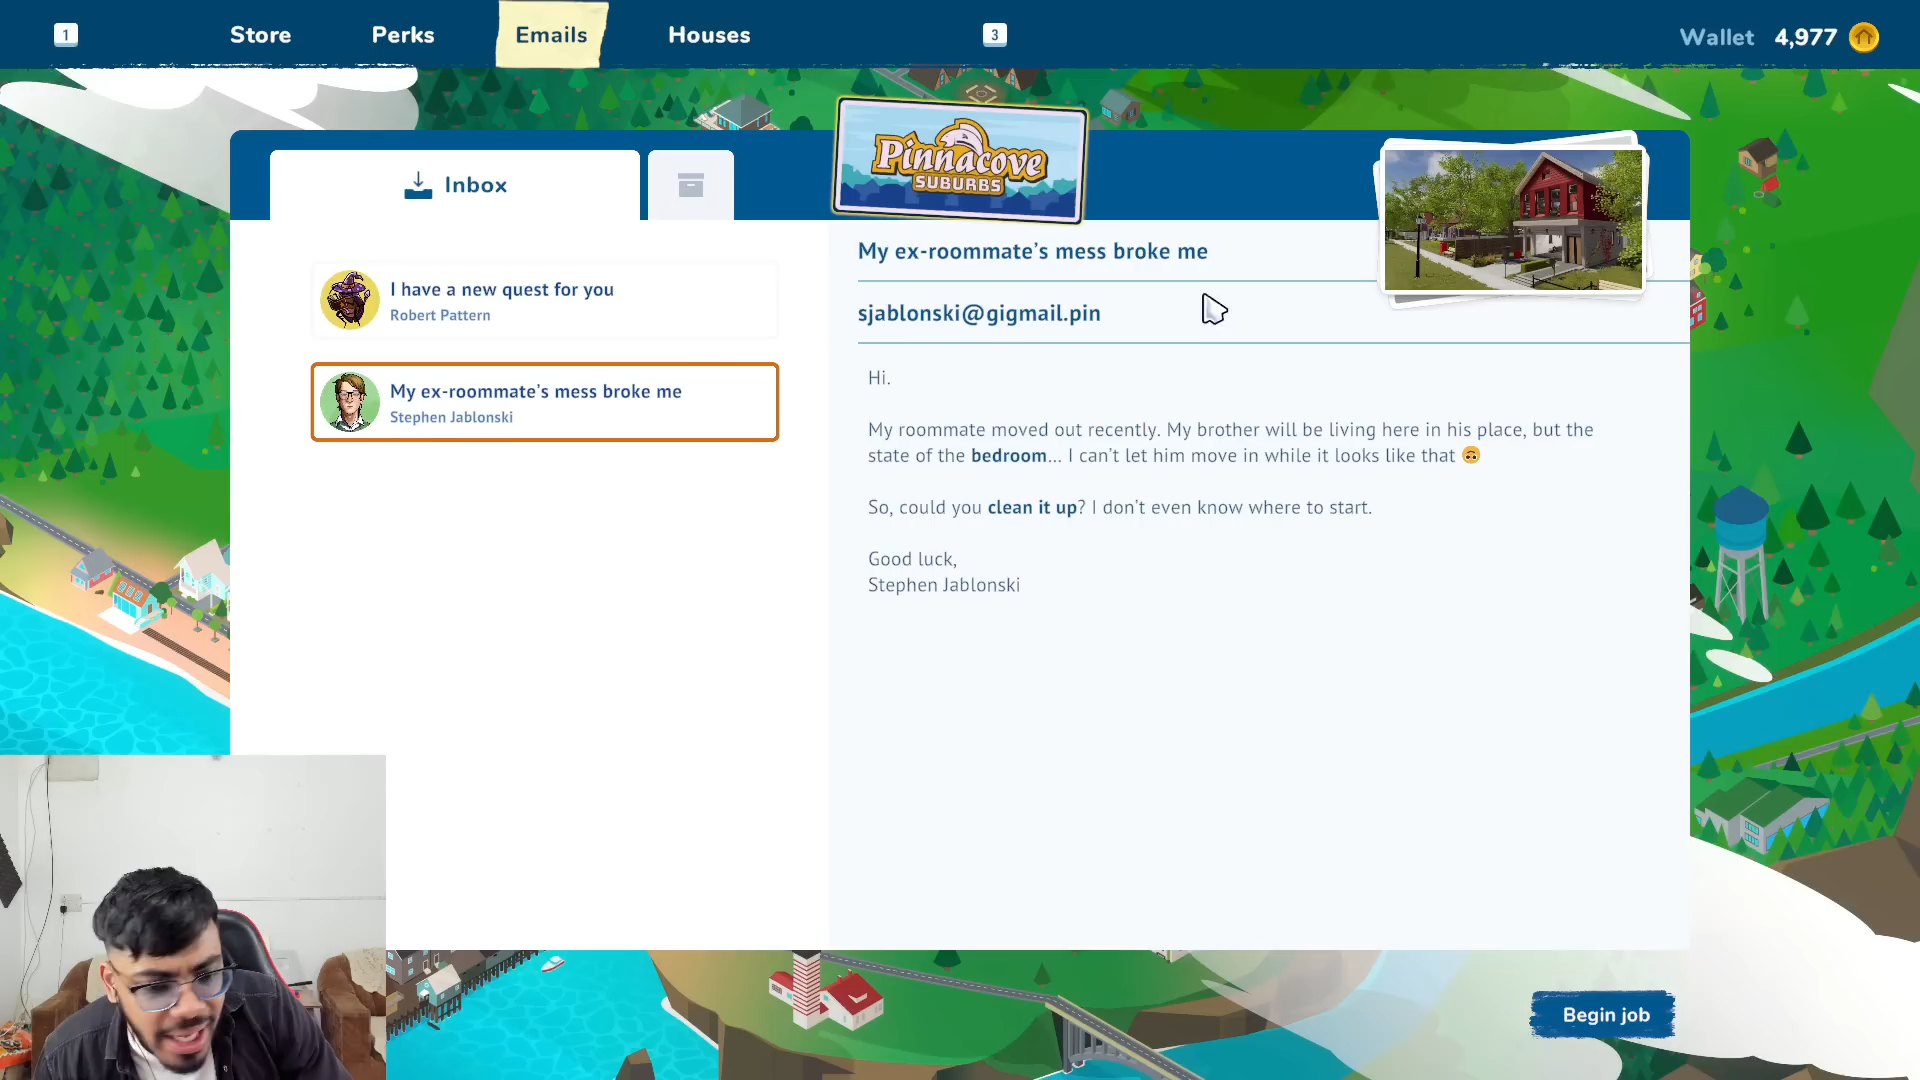 1
Store
Perks
Emails
Houses
3
Wallet 4,977
Pinnacove
SUBURBS
Inbox
I have a new quest for you
Robert Pattern
My ex-roommate’s mess broke me
Stephen Jablonski
My ex-roommate’s mess broke me
sjablonski@gigmail.pin
Hi.
My roommate moved out recently. My brother will be living here in his place, but the
state of the bedroom... I can’t let him move in while it looks like that 🙃
So, could you clean it up? I don’t even know where to start.
Good luck,
Stephen Jablonski
Begin job